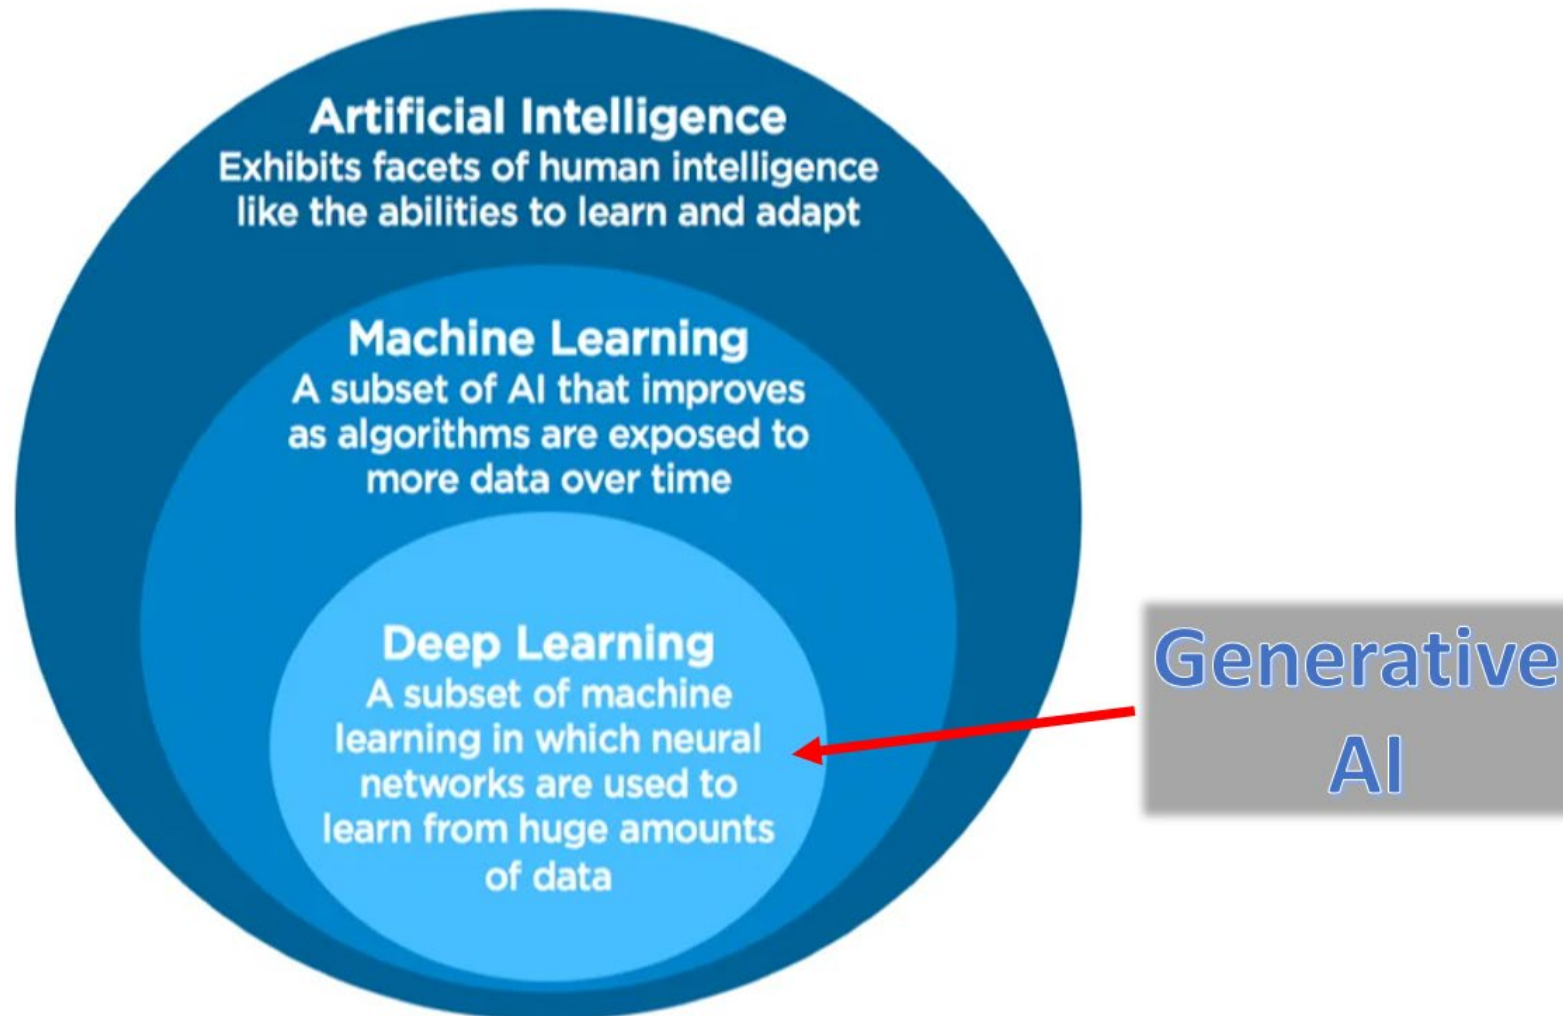 Artificial Intelligence
Exhibits facets of human intelligence
like the abilities to learn and adapt
Machine Learning
A subset of AI that improves
as algorithms are exposed to
more data over time
Deep Learning
A subset of machine
learning in which neural
networks are used to
learn from huge amounts
of data
Generative
AI